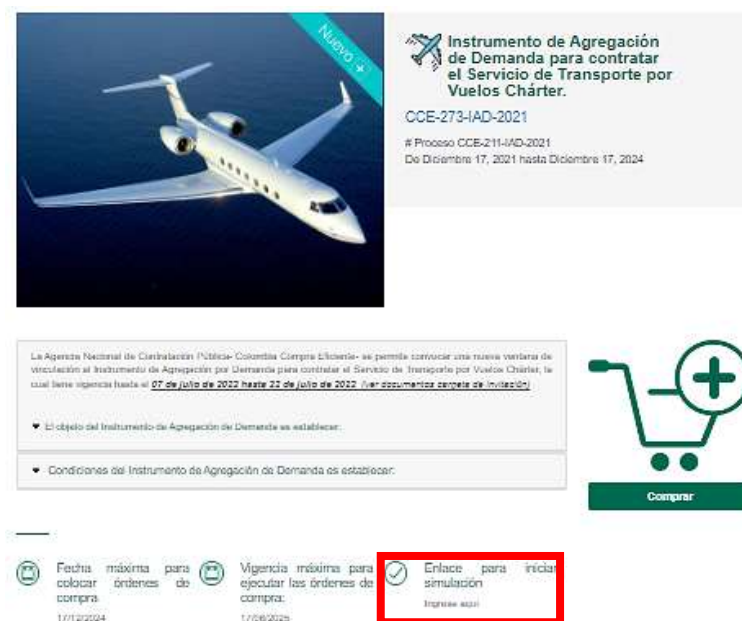 Nuevo +
Instrumento de Agregación
de Demanda para contratar
el Servicio de Transporte por
Vuelos Chárter.
CCE-273-IAD-2021
# Proceso CCE-211-IAD-2021
De Diciembre 17, 2021 hasta Diciembre 17, 2024
La Agencia Nacional de Contratación Pública- Colombia Compra Eficiente- se permite convocar una nueva ventana de
vinculación al Instrumento de Agregación por Demanda para contratar el Servicio de Transporte por Vuelos Chárter, la
cual tiene vigencia hasta el 07 de julio de 2022 hasta 22 de julio de 2022 (ver documentos carpeta de invitación)
El objeto del Instrumento de Agregación de Demanda es establecer:
Condiciones del Instrumento de Agregación de Demanda es establecer:
Comprar
Fecha máxima para
colocar órdenes de
compra
17/12/2024
Vigencia máxima para
ejecutar las órdenes de
compra:
17/06/2025
Enlace para iniciar
simulación
Ingrese aquí